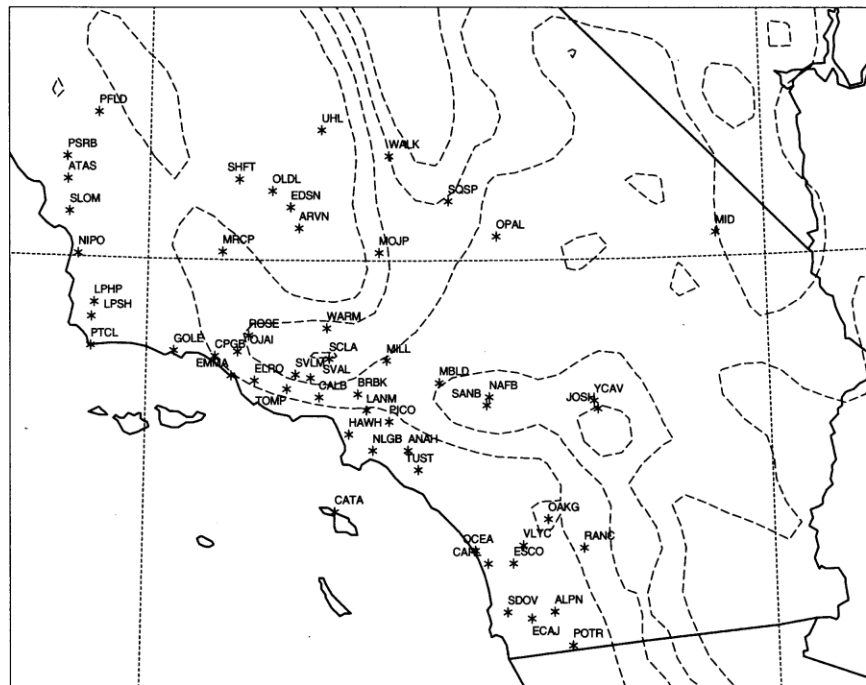 PFLD
UHL
PSRB
WALK
ATAS
SHFT
OLDL
SQSP
EDSN
SLOM
ARVN
OPAL
MID
NIPO
MRCP
MOJP
LPHP
LPSH
WARM
ROSE
PTCL
GOLE
OJAI
CPGB
SCLA
EMMA
MILL
ELRO
SVLM
SVAL
MBLD
TOMP
CALB
BRBK
SANB
NAFB
JOSH
YCAV
LANM
PICO
HAWH
NLGB
ANAH
TUST
CATA
OAKG
OCEA
VLYC
RANC
CARL
ESCO
SDOV
ALPN
ECAJ
POTR